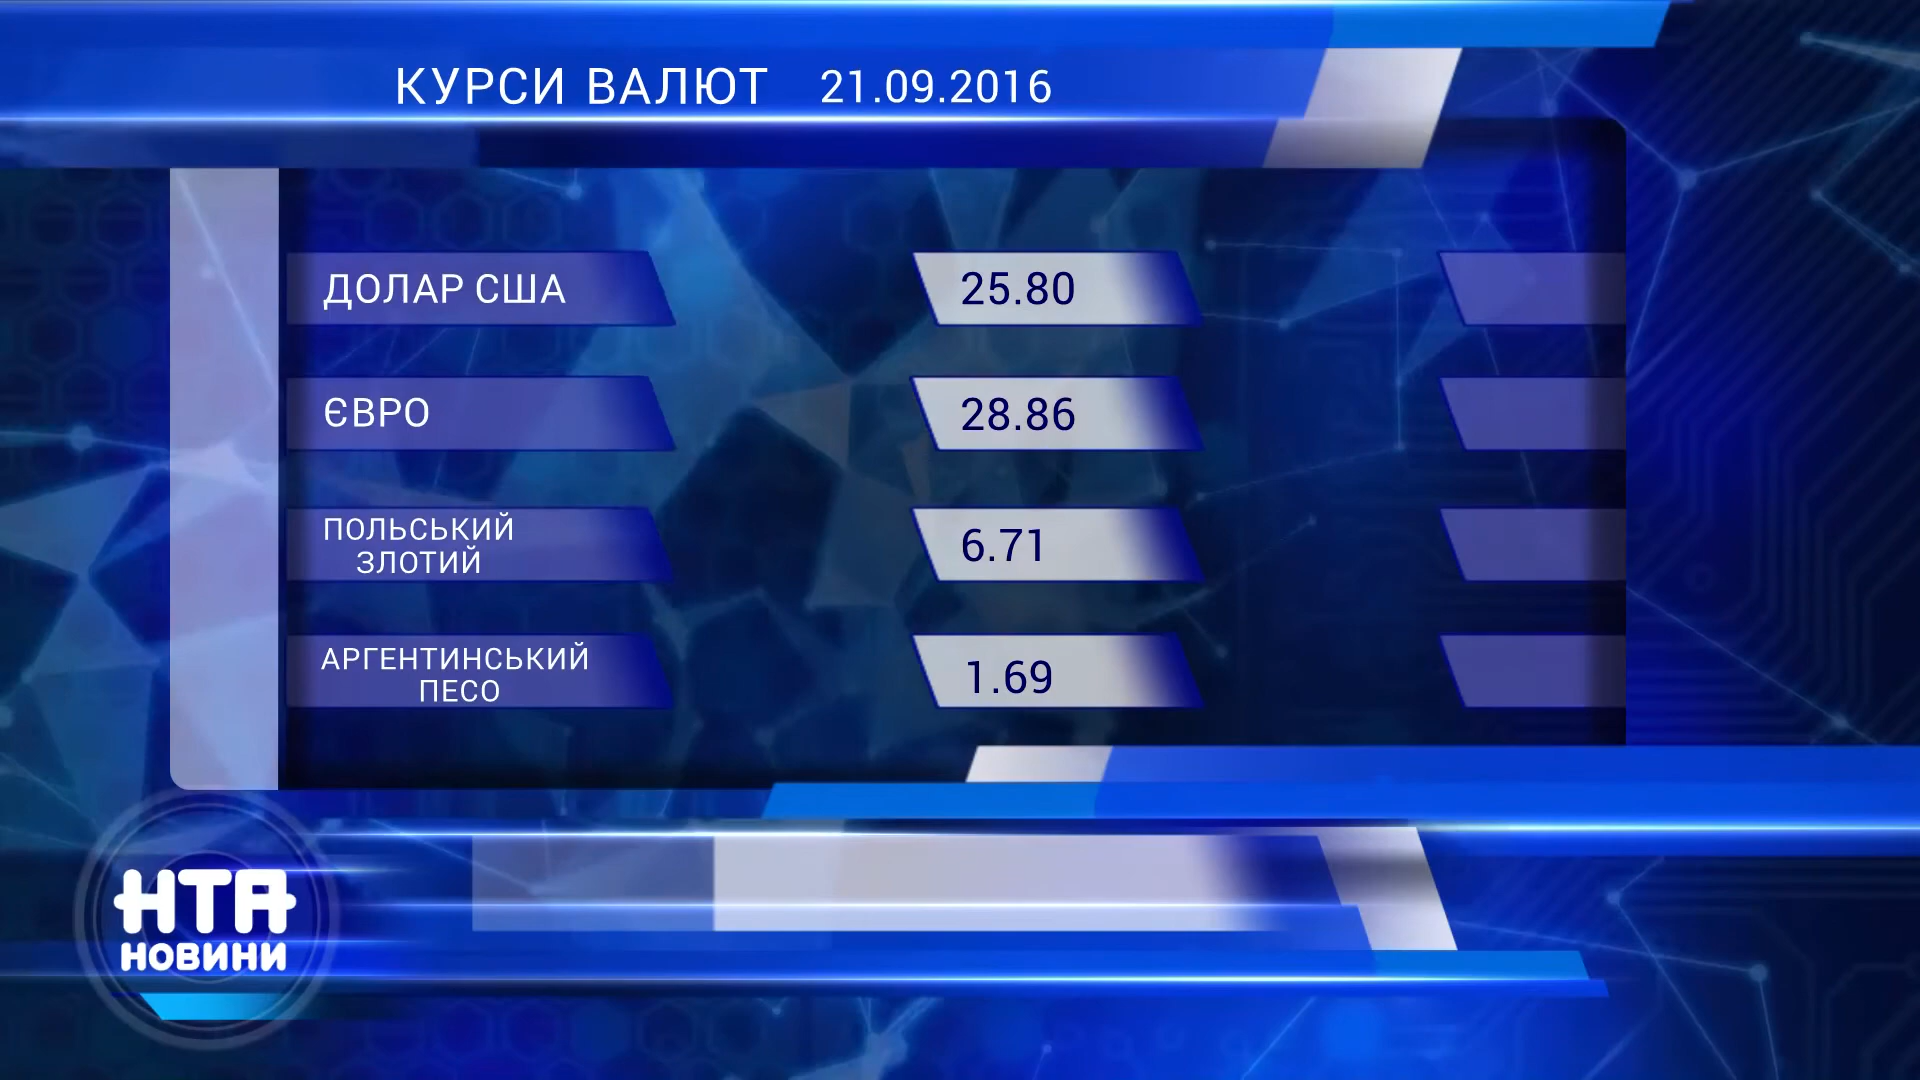 КУРСИ ВАЛЮТ 21.09.2016
ДОЛАР США 25.80
ЄВРО 28.86
ПОЛЬСЬКИЙ
ЗЛОТИЙ 6.71
АРГЕНТИНСЬКИЙ
ПЕСО 1.69
НТА
НОВИНИ